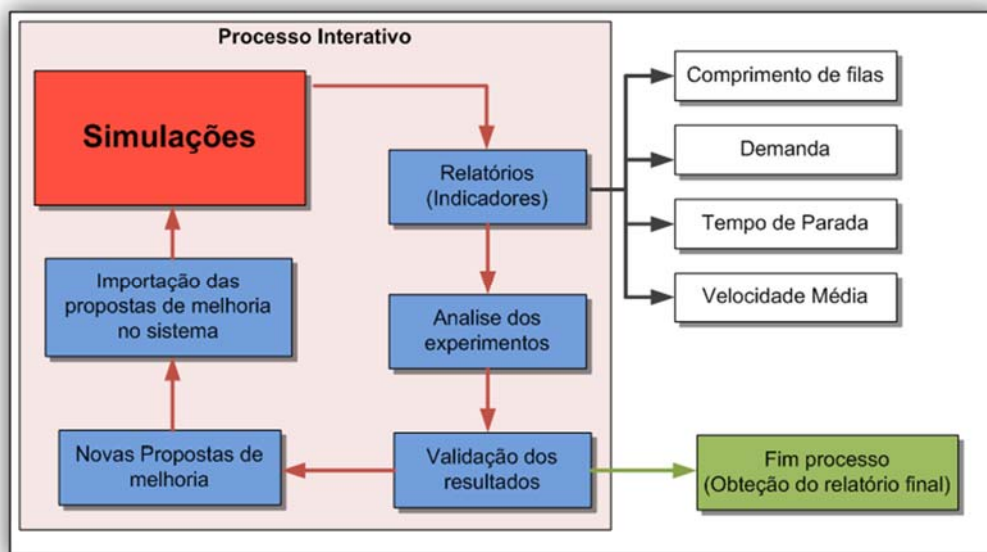 Processo Interativo
Simulações
Relatórios
(Indicadores)
Comprimento de filas
Demanda
Tempo de Parada
Velocidade Média
Importação das
propostas de melhoria
no sistema
Analise dos
experimentos
Novas Propostas de
melhoria
Validação dos
resultados
Fim processo
(Obteção do relatório final)